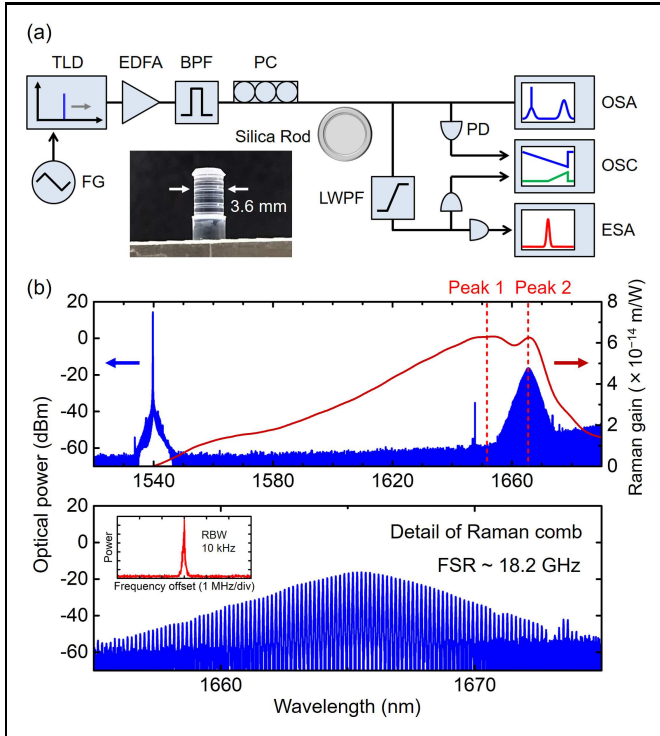 (a)
TLD EDFA BPF PC
OSA
Silica Rod PD
OSC
FG 3.6 mm LWPF
ESA
(b)
Peak 1 Peak 2
20
0
-20
-40
-60
8
6
4
2
0
1540 1580 1620 1660
Optical power (dBm)
Raman gain (× 10⁻¹⁴ m/W)
20
0
-20
-40
-60
Power
RBW
10 kHz
Frequency offset (1 MHz/div)
Detail of Raman comb
FSR ~ 18.2 GHz
1660 1670
Wavelength (nm)